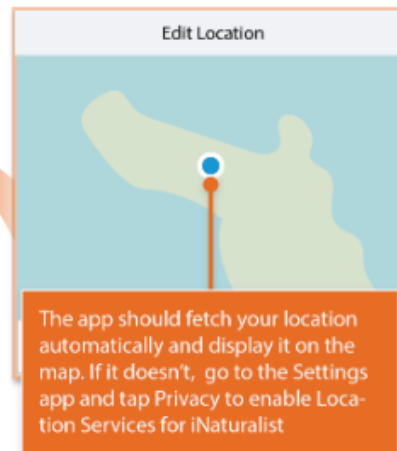 Edit Location
The app should fetch your location
automatically and display it on the
map. If it doesn't, go to the Settings
app and tap Privacy to enable Loca-
tion Services for iNaturalist